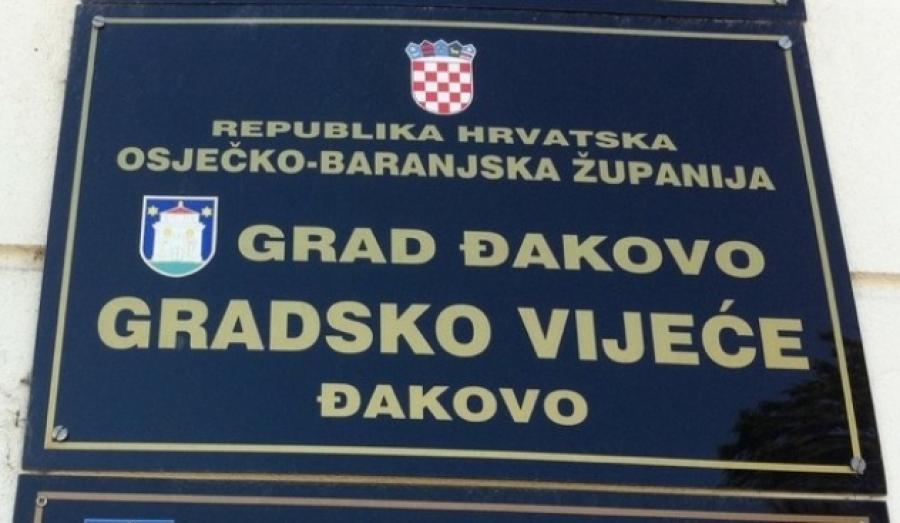 REPUBLIKA HRVATSKA
OSJEČKO-BARANJSKA ŽUPANIJA
GRAD ĐAKOVO
GRADSKO VIJEĆE
ĐAKOVO